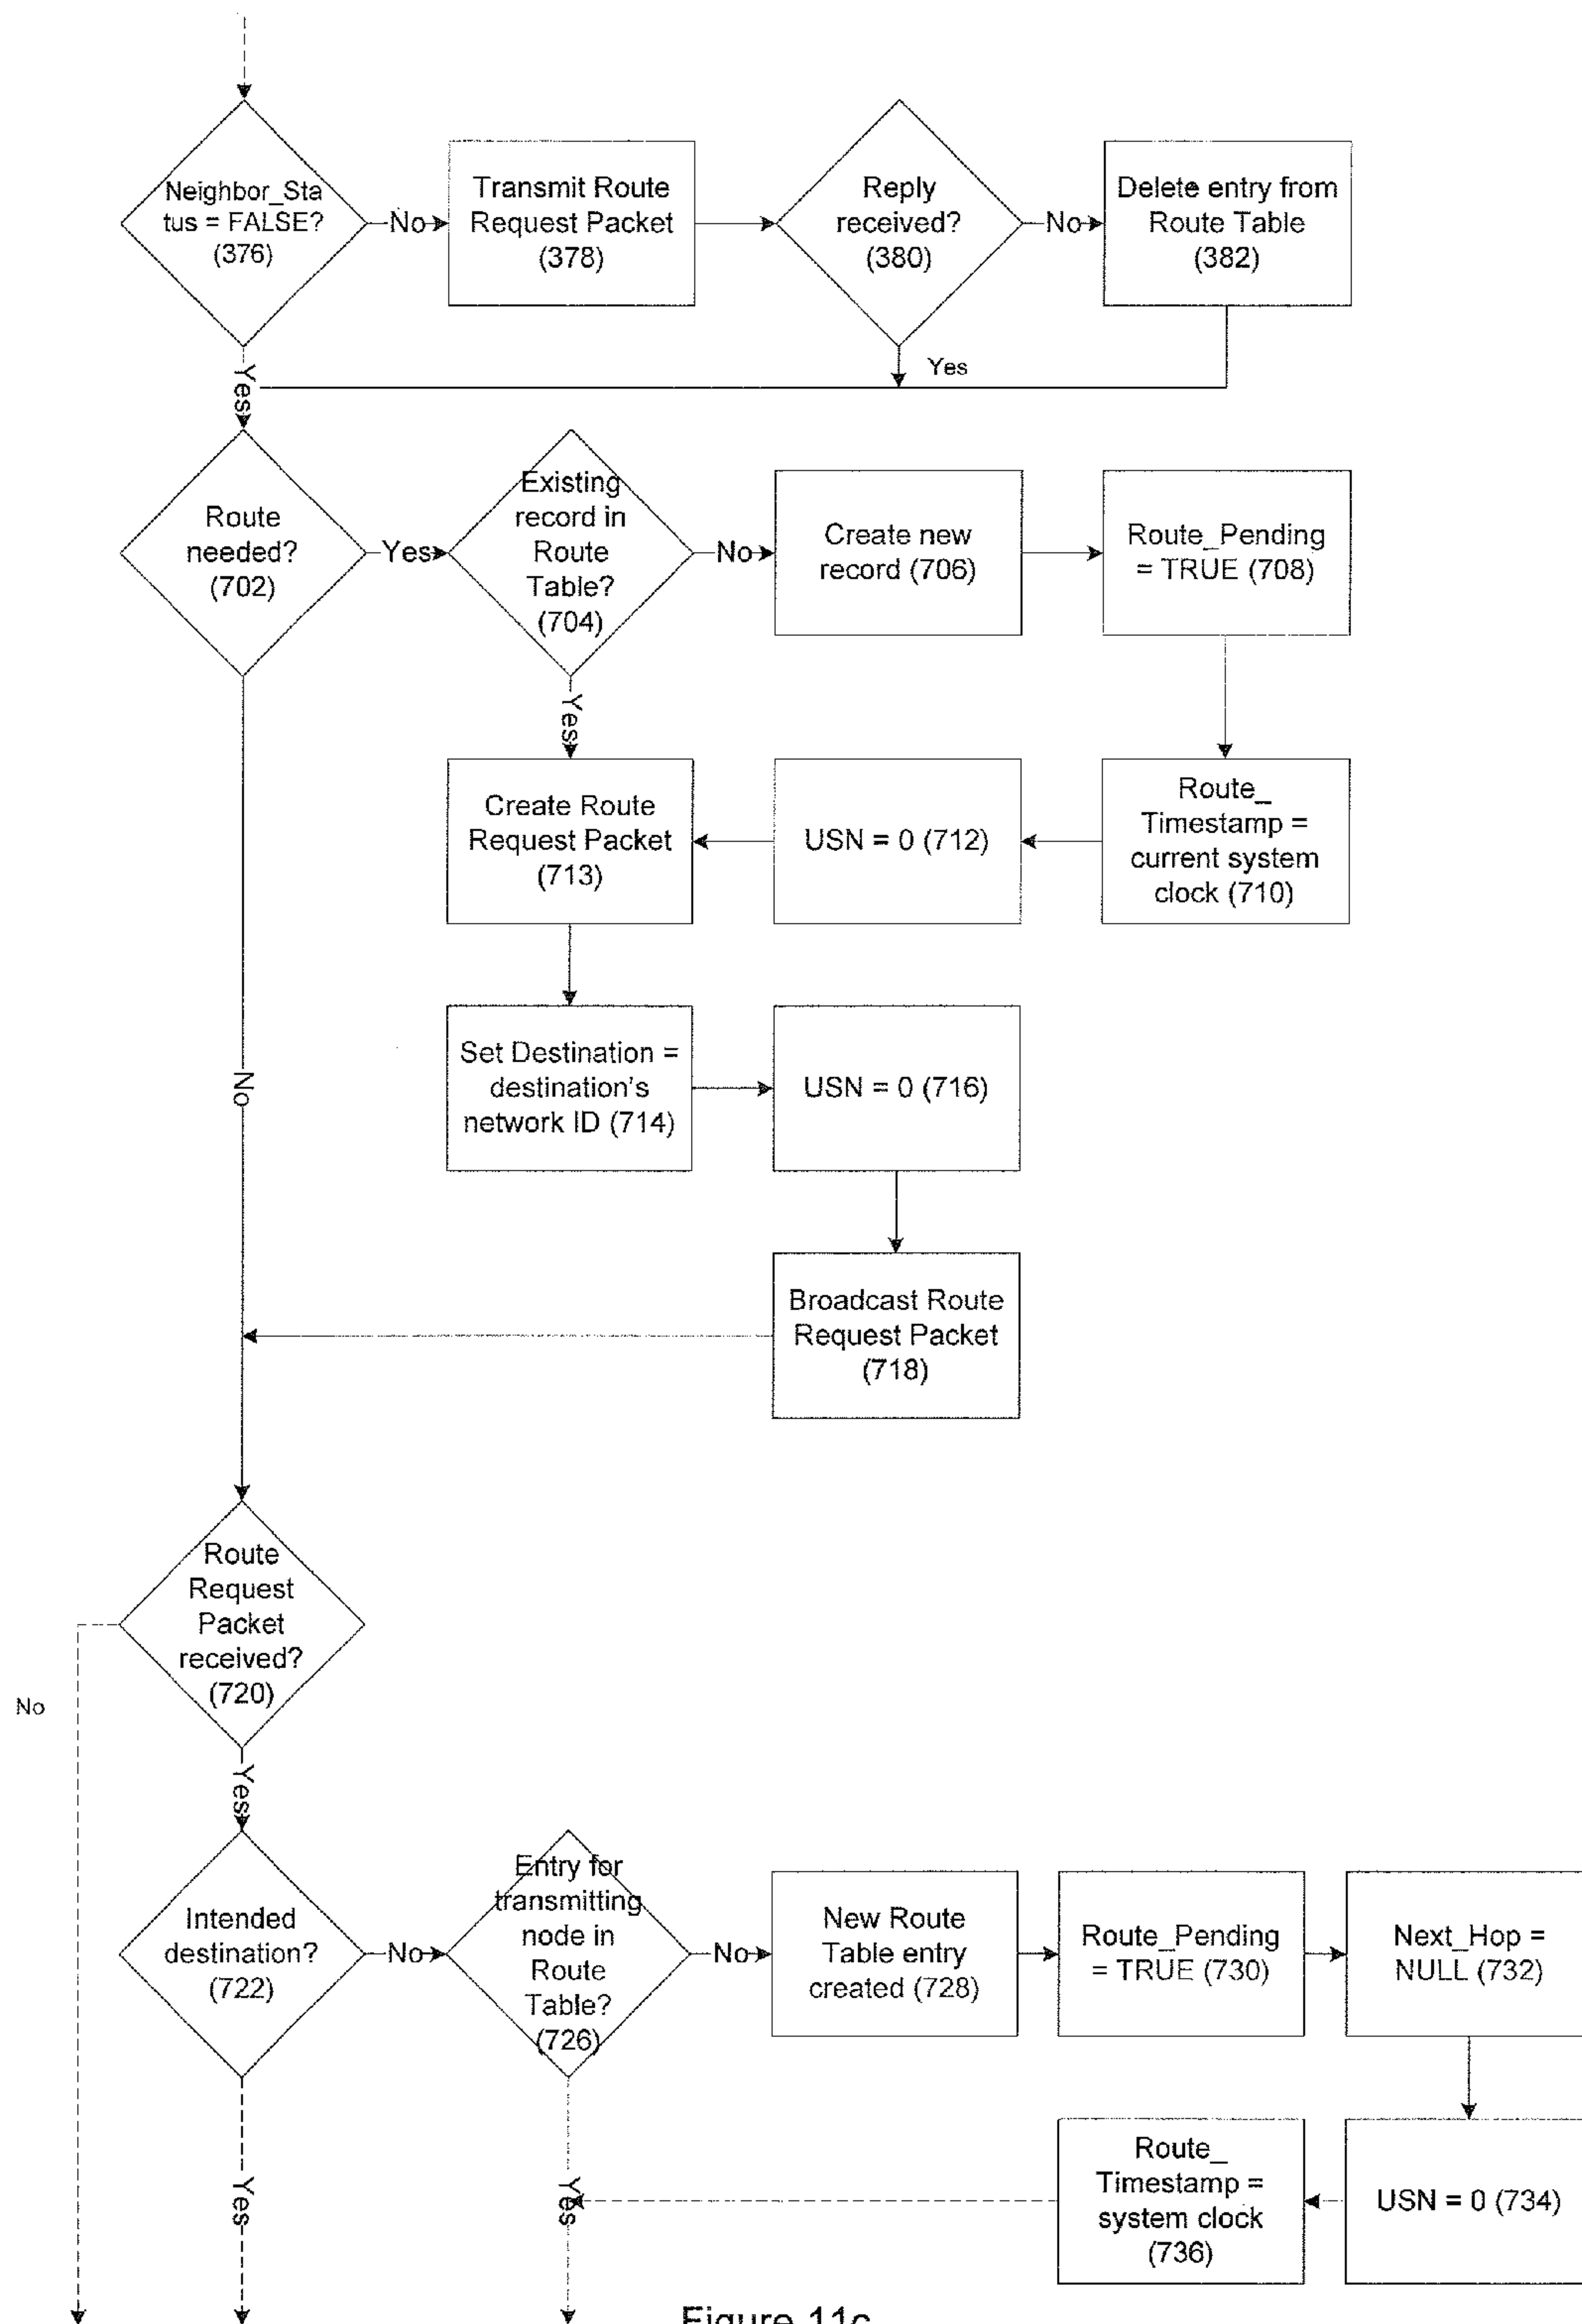 Neighbor_Sta
tus = FALSE?
(376)
No
Transmit Route
Request Packet
(378)
Reply
received?
(380)
No
Delete entry from
Route Table
(382)
Yes
Yes
Route
needed?
(702)
Yes
Existing
record in
Route
Table?
(704)
No
Create new
record (706)
Route_Pending
= TRUE (708)
Yes
Create Route
Request Packet
(713)
USN = 0 (712)
Route_
Timestamp =
current system
clock (710)
No
Set Destination =
destination's
network ID (714)
USN = 0 (716)
Broadcast Route
Request Packet
(718)
Route
Request
Packet
received?
(720)
No
Yes
Intended
destination?
(722)
No
Entry for
transmitting
node in
Route
Table?
(726)
No
New Route
Table entry
created (728)
Route_Pending
= TRUE (730)
Next_Hop =
NULL (732)
Yes
Yes
Route_
Timestamp =
system clock
(736)
USN = 0 (734)
Figure 11c